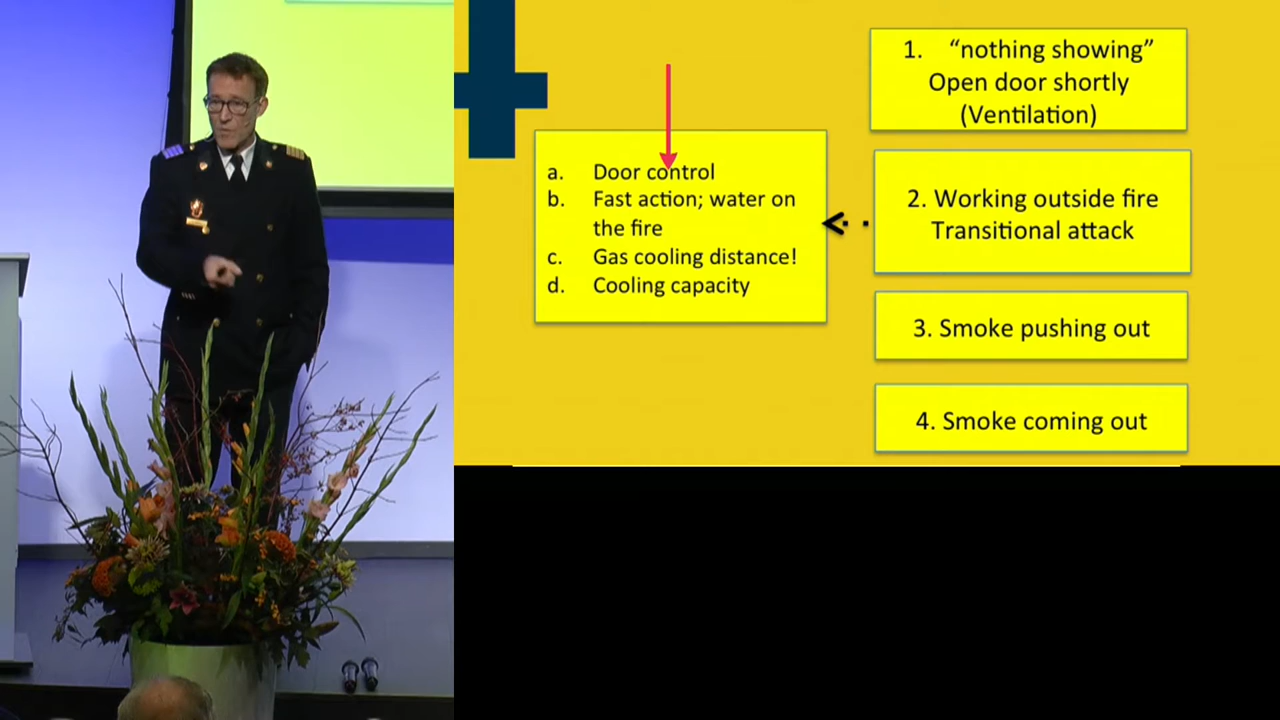 a. Door control
b. Fast action; water on
the fire
c. Gas cooling distance!
d. Cooling capacity
1. “nothing showing”
Open door shortly
(Ventilation)
2. Working outside fire
Transitional attack
3. Smoke pushing out
4. Smoke coming out